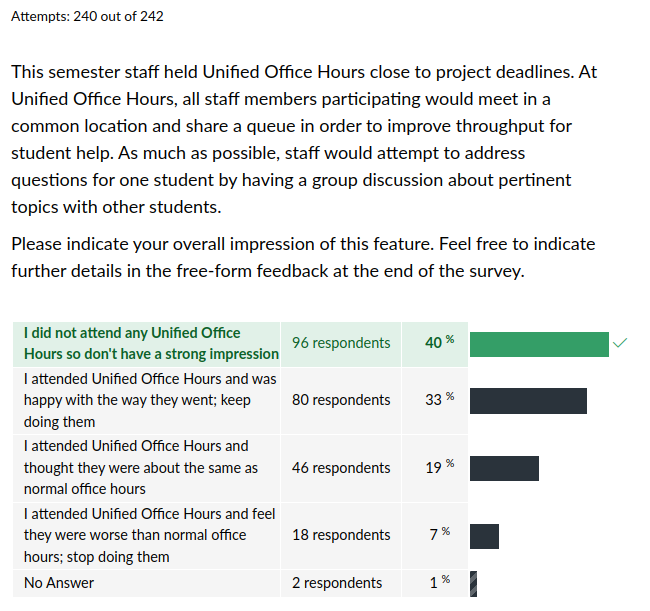 Attempts: 240 out of 242
This semester staff held Unified Office Hours close to project deadlines. At
Unified Office Hours, all staff members participating would meet in a
common location and share a queue in order to improve throughput for
student help. As much as possible, staff would attempt to address
questions for one student by having a group discussion about pertinent
topics with other students.
Please indicate your overall impression of this feature. Feel free to indicate
further details in the free-form feedback at the end of the survey.
I did not attend any Unified Office
Hours so don't have a strong impression
96 respondents
40 %
I attended Unified Office Hours and was
happy with the way they went; keep
doing them
80 respondents
33 %
I attended Unified Office Hours and
thought they were about the same as
normal office hours
46 respondents
19 %
I attended Unified Office Hours and feel
they were worse than normal office
hours; stop doing them
18 respondents
7 %
No Answer
2 respondents
1 %